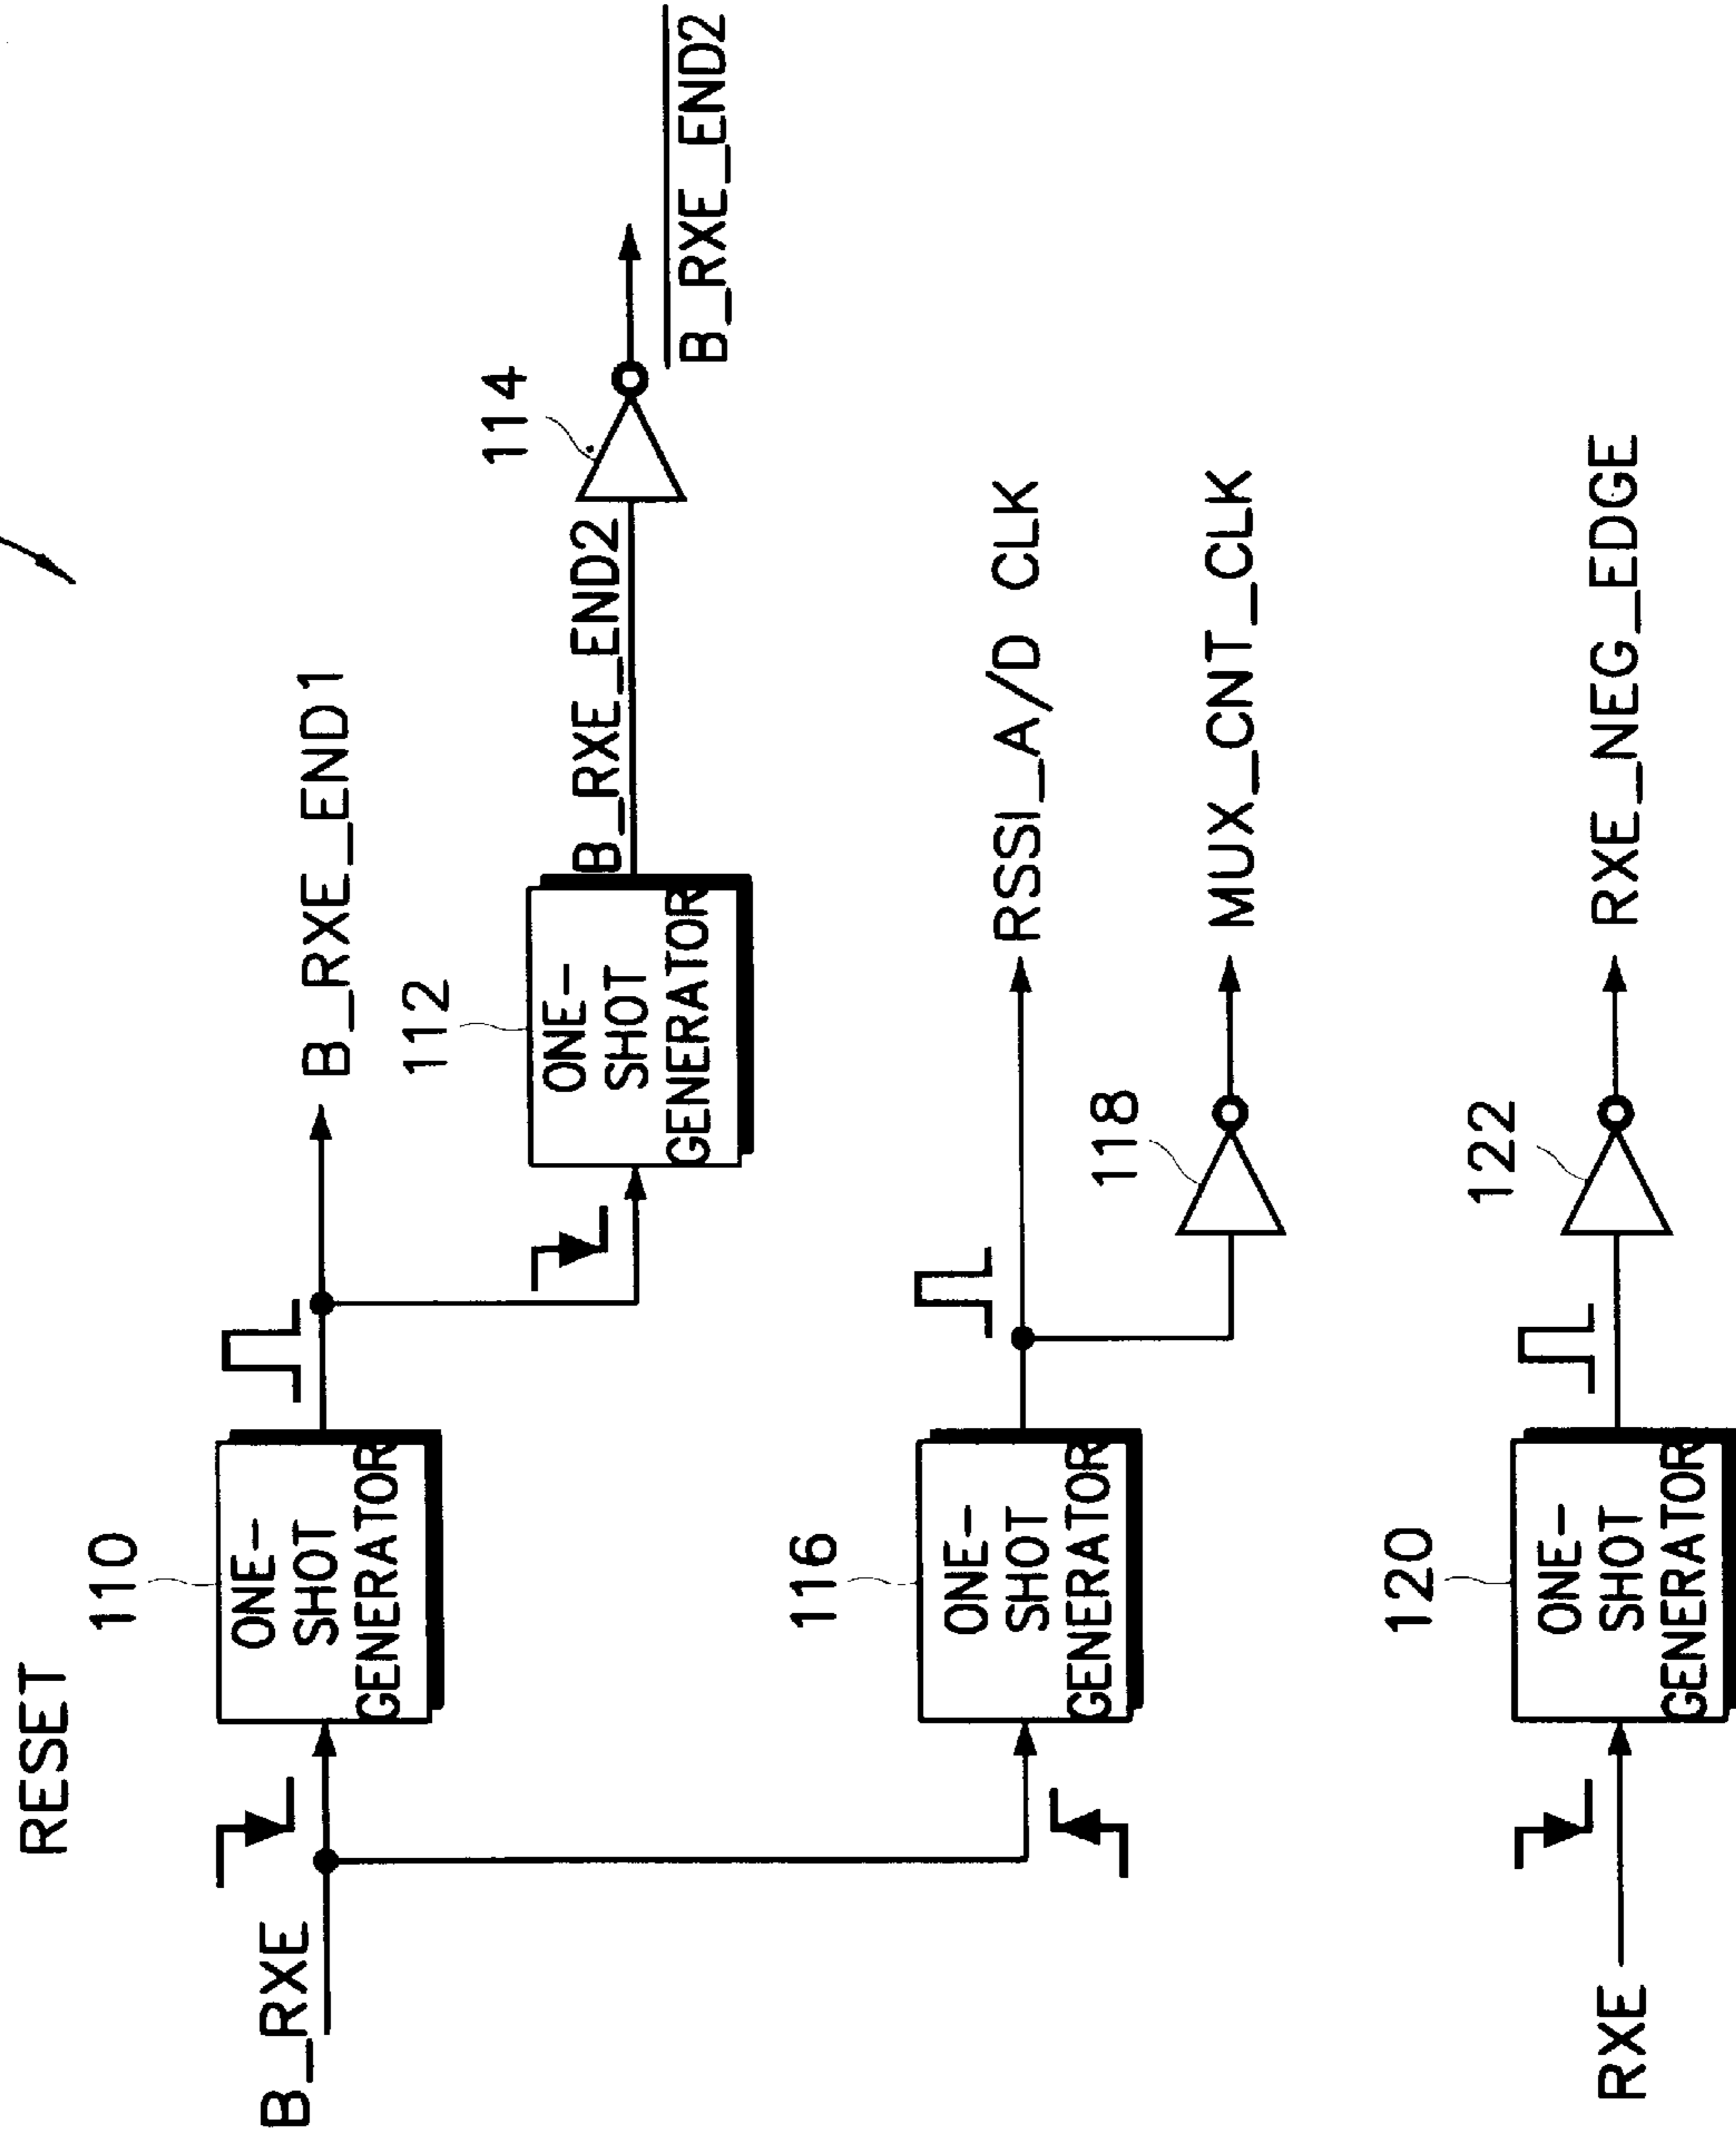 RESET
110
B_RXE
ONE-
SHOT
GENERATOR
B_RXE_END1
112
ONE-
SHOT
GENERATOR
B_RXE_END2
114
B_RXE_END2
116
ONE-
SHOT
GENERATOR
RSSI_A/D CLK
118
MUX_CNT_CLK
120
RXE
ONE-
SHOT
GENERATOR
122
RXE_NEG_EDGE